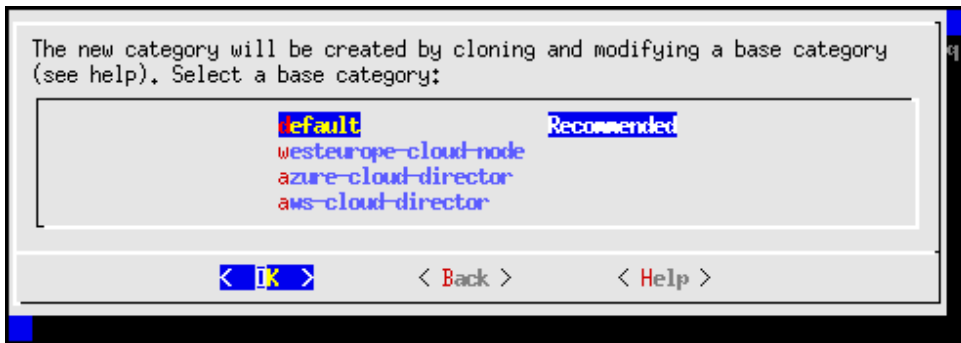 The new category will be created by cloning and modifying a base category
(see help). Select a base category:
default Recommended
westeurope-cloud-node
azure-cloud-director
aws-cloud-director
< OK > < Back > < Help >
q